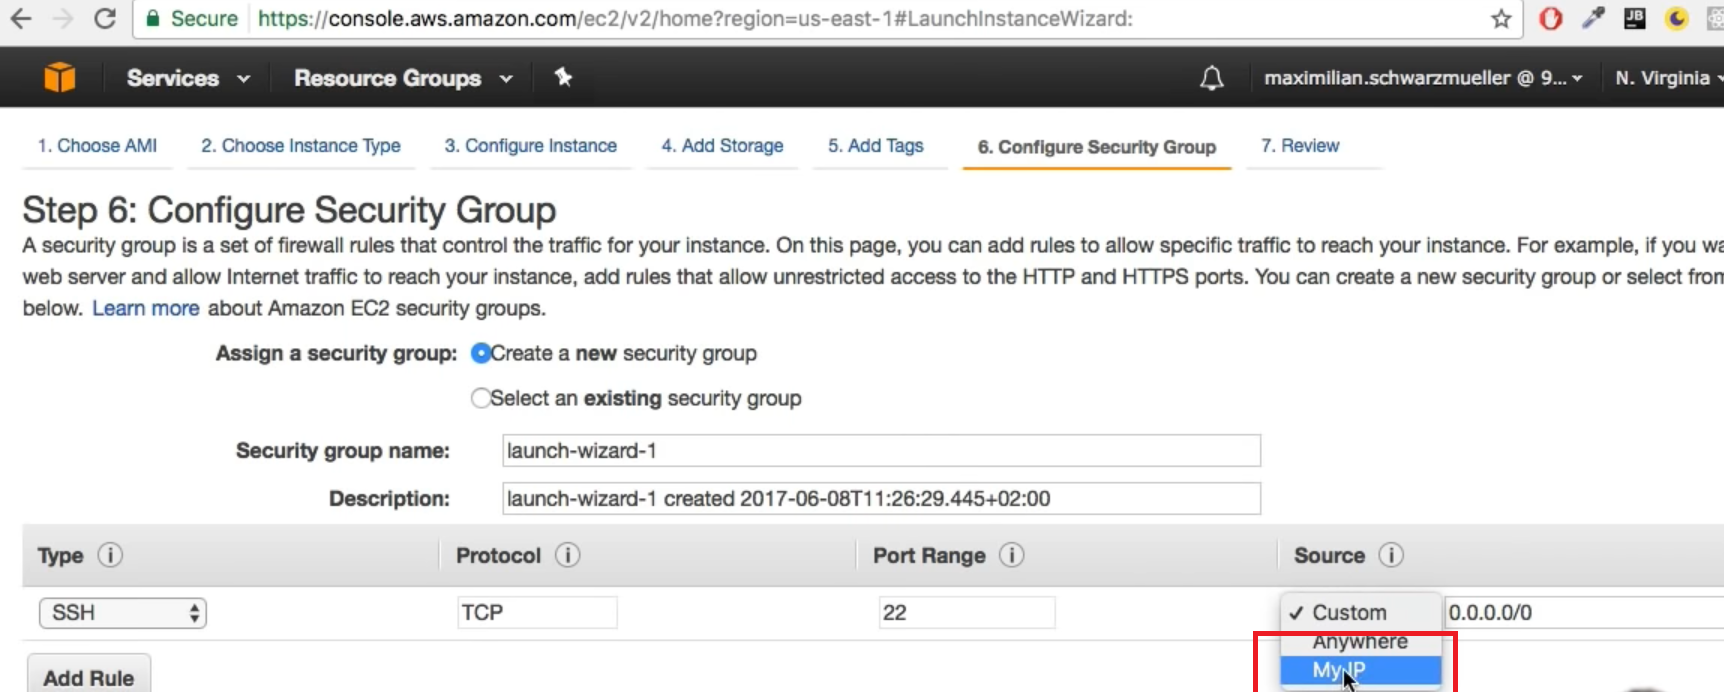 Secure https://console.aws.amazon.com/ec2/v2/home?region=us-east-1#LaunchInstanceWizard:
JB
Services Resource Groups maximilian.schwarzmueller @ 9... N. Virginia
1. Choose AMI 2. Choose Instance Type 3. Configure Instance 4. Add Storage 5. Add Tags 6. Configure Security Group 7. Review
Step 6: Configure Security Group
A security group is a set of firewall rules that control the traffic for your instance. On this page, you can add rules to allow specific traffic to reach your instance. For example, if you wa
web server and allow Internet traffic to reach your instance, add rules that allow unrestricted access to the HTTP and HTTPS ports. You can create a new security group or select from
below. Learn more about Amazon EC2 security groups.
Assign a security group: Create a new security group
Select an existing security group
Security group name: launch-wizard-1
Description: launch-wizard-1 created 2017-06-08T11:26:29.445+02:00
Type i Protocol i Port Range i Source i
SSH TCP 22 Custom 0.0.0.0/0
Anywhere
My IP
Add Rule